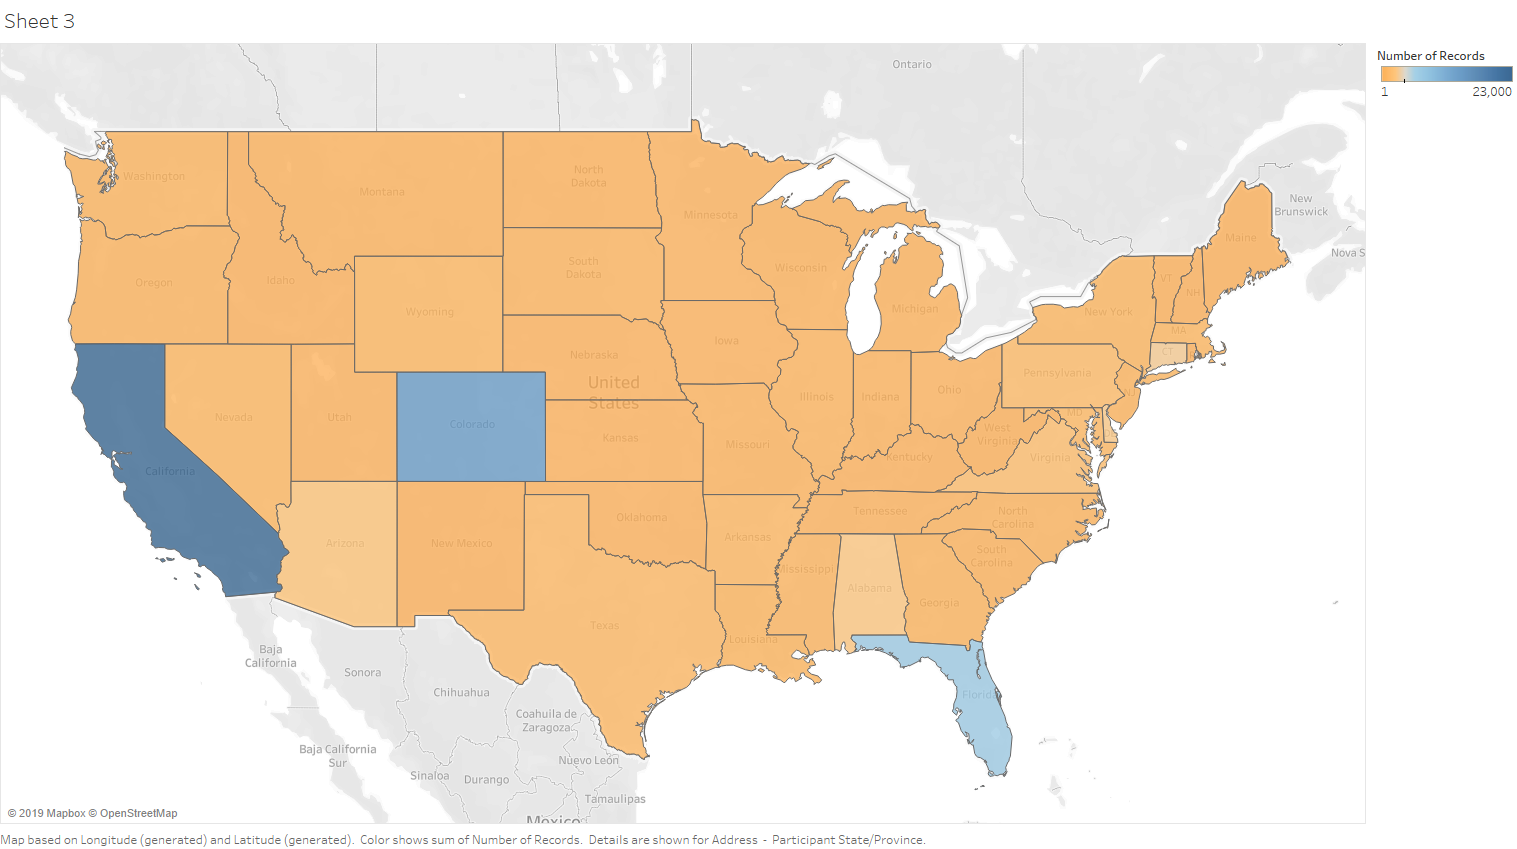 Sheet 3
Number of Records
1
23,000
Ontario
Washington
Montana
North
Dakota
Minnesota
New
Brunswick
Maine
Nova S
Oregon
Idaho
South
Dakota
Wisconsin
VT
NH
Wyoming
Michigan
New York
MA
Iowa
Nebraska
CT
Pennsylvania
United
States
Nevada
Utah
Colorado
Kansas
Missouri
Illinois
Indiana
Ohio
NJ
MD
West
Virginia
Virginia
Kentucky
California
Arizona
New Mexico
Oklahoma
Arkansas
Tennessee
North
Carolina
South
Carolina
Mississippi
Alabama
Georgia
Texas
Louisiana
Florida
Baja
California
Sonora
Chihuahua
Coahuila de
Zaragoza
Baja California
Sur
Sinaloa
Durango
Nuevo León
Tamaulipas
Mexico
© 2019 Mapbox © OpenStreetMap
Map based on Longitude (generated) and Latitude (generated).  Color shows sum of Number of Records.  Details are shown for Address  -  Participant State/Province.